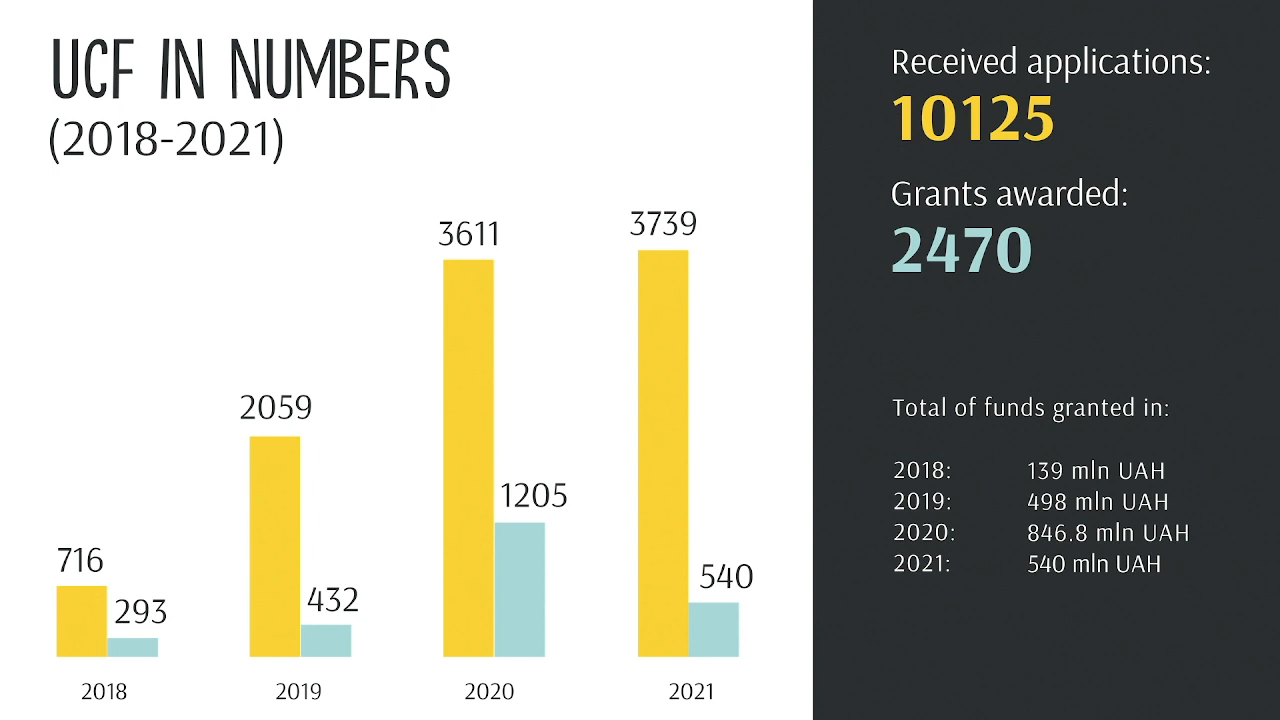 UCF IN NUMBERS
(2018-2021)
716
293
2018
2059
432
2019
3611
1205
2020
3739
540
2021
Received applications:
10125
Grants awarded:
2470
Total of funds granted in:
2018: 139 mln UAH
2019: 498 mln UAH
2020: 846.8 mln UAH
2021: 540 mln UAH